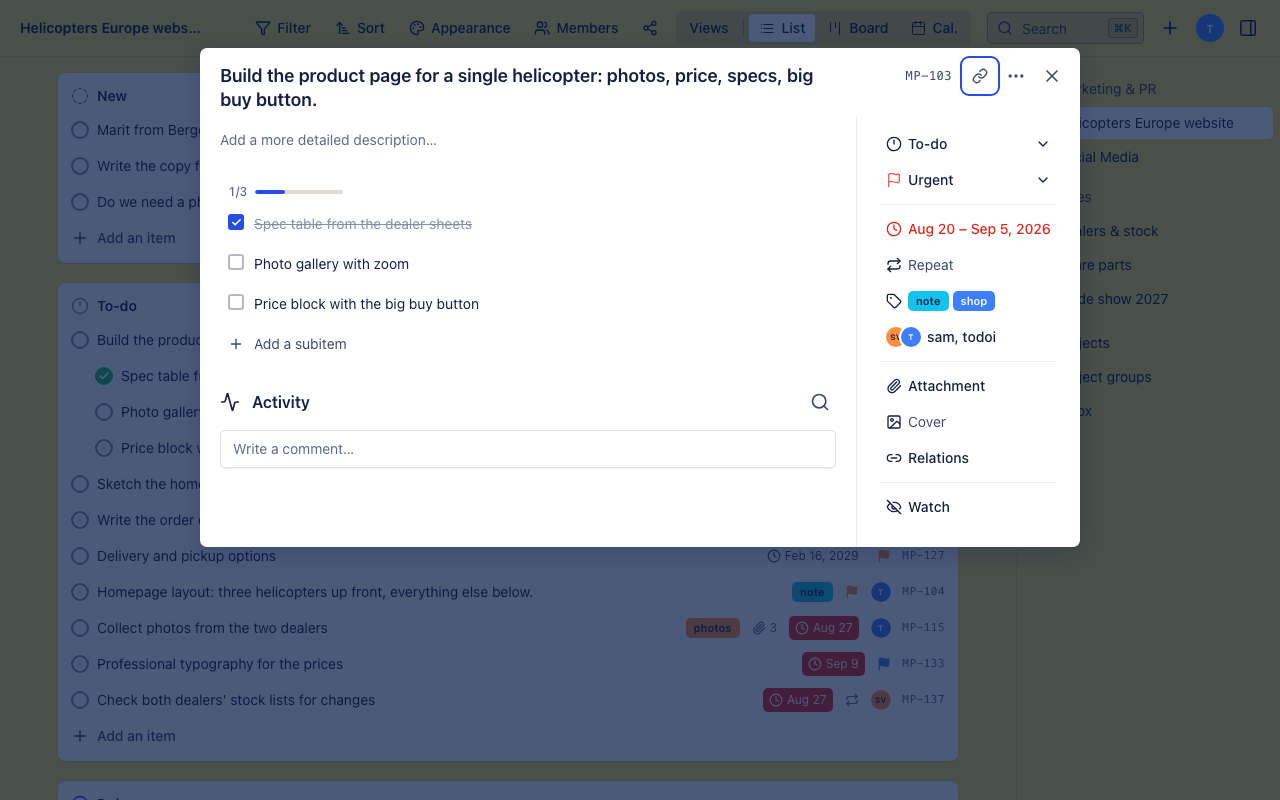 Helicopters Europe webs...
Filter
Sort
Appearance
Members
Views
List
Board
Cal.
Search
⌘K
T
Build the product page for a single helicopter: photos, price, specs, big
buy button.
MP-103
Add a more detailed description...
1/3
Spec table from the dealer sheets
Photo gallery with zoom
Price block with the big buy button
Add a subitem
Activity
Write a comment...
To-do
Urgent
Aug 20 – Sep 5, 2026
Repeat
note shop
SV T sam, todoi
Attachment
Cover
Relations
Watch
New
Marit from Berg
Write the copy f
Do we need a ph
Add an item
To-do
Build the produc
Spec table f
Photo gallery
Price block w
Sketch the hom
Write the order
Delivery and pickup options Feb 16, 2029 MP-127
Homepage layout: three helicopters up front, everything else below. note T MP-104
Collect photos from the two dealers photos 3 Aug 27 T MP-115
Professional typography for the prices Sep 9 MP-133
Check both dealers' stock lists for changes Aug 27 SV MP-137
Add an item
keting & PR
icopters Europe website
ial Media
es
alers & stock
re parts
de show 2027
jects
ject groups
ox